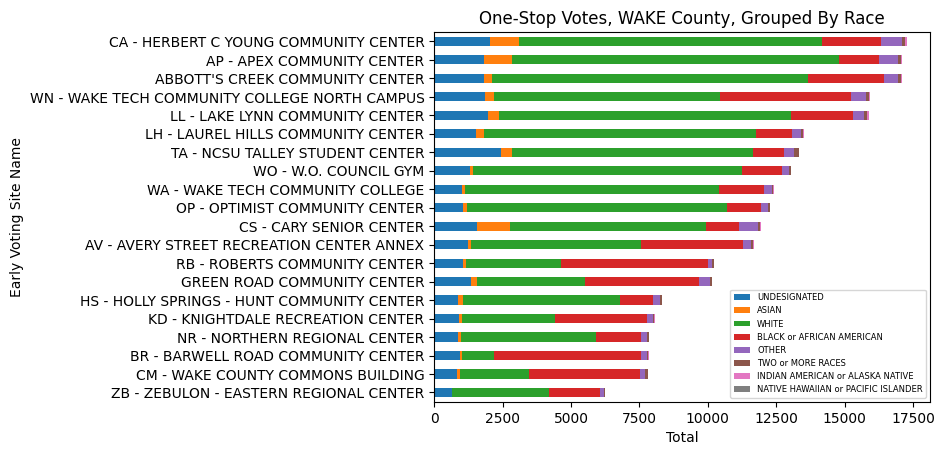 One-Stop Votes, WAKE County, Grouped By Race
Early Voting Site Name
CA - HERBERT C YOUNG COMMUNITY CENTER
AP - APEX COMMUNITY CENTER
ABBOTT'S CREEK COMMUNITY CENTER
WN - WAKE TECH COMMUNITY COLLEGE NORTH CAMPUS
LL - LAKE LYNN COMMUNITY CENTER
LH - LAUREL HILLS COMMUNITY CENTER
TA - NCSU TALLEY STUDENT CENTER
WO - W.O. COUNCIL GYM
WA - WAKE TECH COMMUNITY COLLEGE
OP - OPTIMIST COMMUNITY CENTER
CS - CARY SENIOR CENTER
AV - AVERY STREET RECREATION CENTER ANNEX
RB - ROBERTS COMMUNITY CENTER
GREEN ROAD COMMUNITY CENTER
HS - HOLLY SPRINGS - HUNT COMMUNITY CENTER
KD - KNIGHTDALE RECREATION CENTER
NR - NORTHERN REGIONAL CENTER
BR - BARWELL ROAD COMMUNITY CENTER
CM - WAKE COUNTY COMMONS BUILDING
ZB - ZEBULON - EASTERN REGIONAL CENTER
UNDESIGNATED
ASIAN
WHITE
BLACK or AFRICAN AMERICAN
OTHER
TWO or MORE RACES
INDIAN AMERICAN or ALASKA NATIVE
NATIVE HAWAIIAN or PACIFIC ISLANDER
0 2500 5000 7500 10000 12500 15000 17500
Total